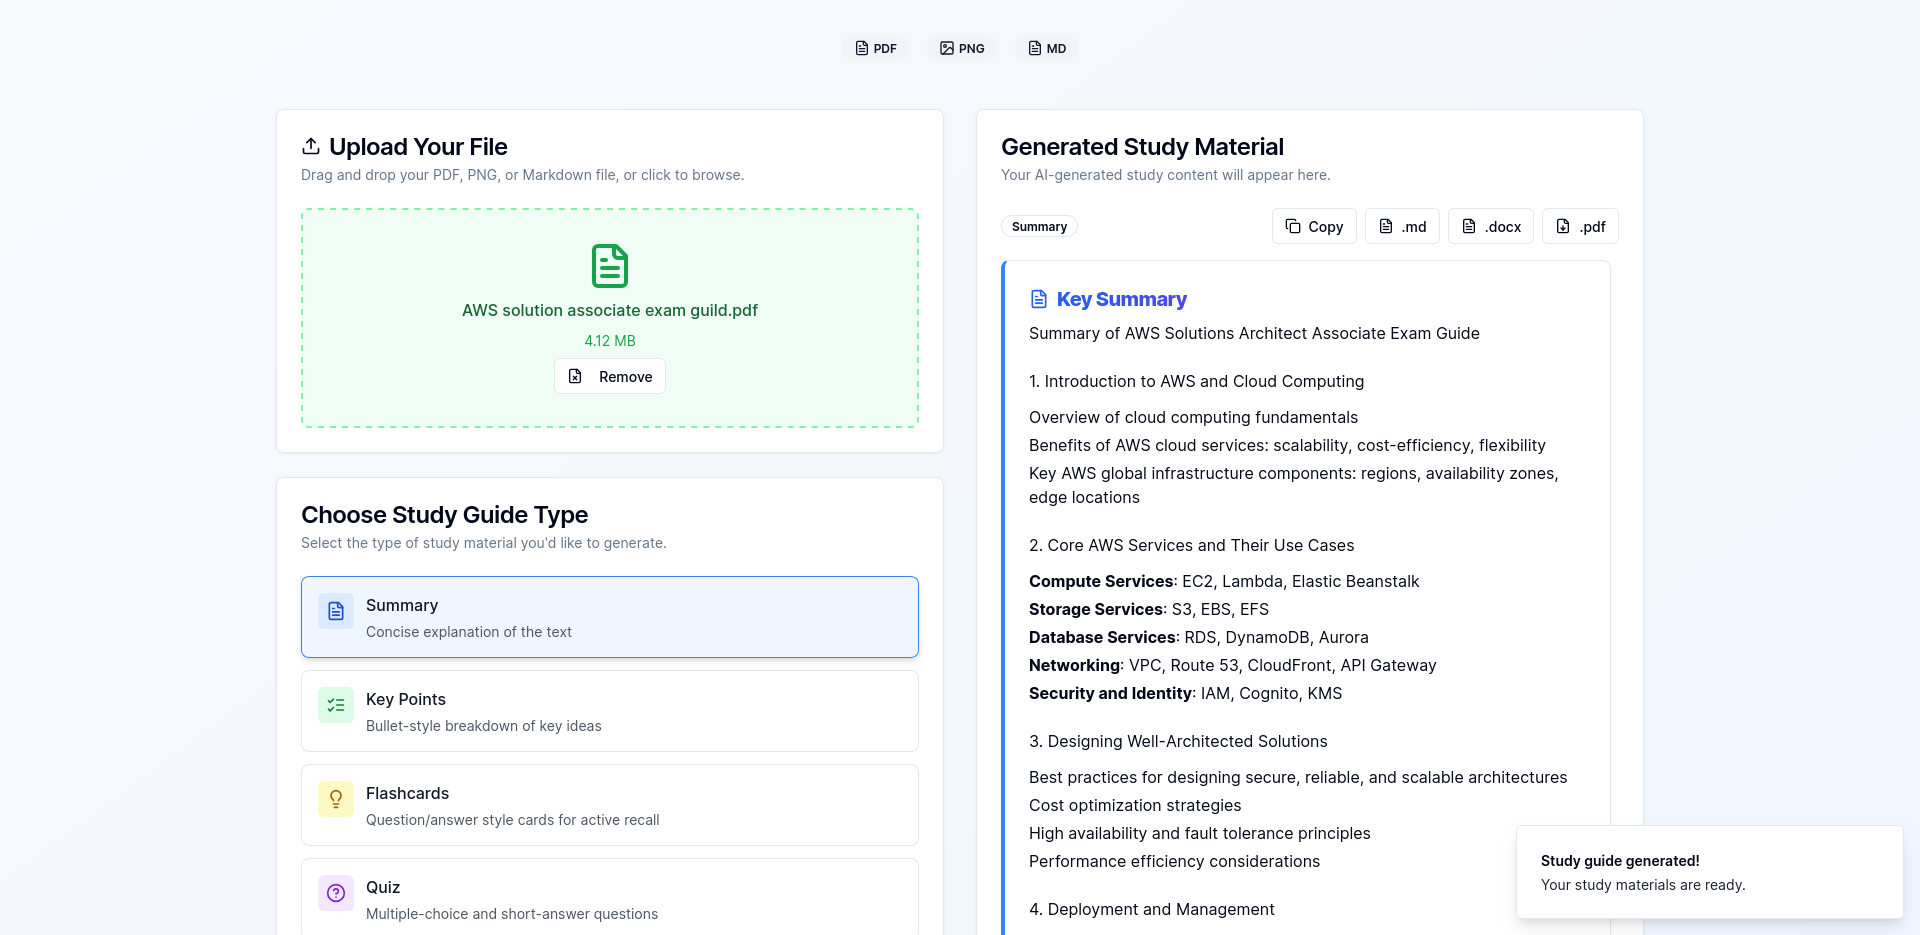 PDF
PNG
MD
Upload Your File
Drag and drop your PDF, PNG, or Markdown file, or click to browse.
AWS solution associate exam guild.pdf
4.12 MB
Remove
Choose Study Guide Type
Select the type of study material you'd like to generate.
Summary
Concise explanation of the text
Key Points
Bullet-style breakdown of key ideas
Flashcards
Question/answer style cards for active recall
Quiz
Multiple-choice and short-answer questions
Generated Study Material
Your AI-generated study content will appear here.
Summary
Copy
.md
.docx
.pdf
Key Summary
Summary of AWS Solutions Architect Associate Exam Guide
1. Introduction to AWS and Cloud Computing
Overview of cloud computing fundamentals
Benefits of AWS cloud services: scalability, cost-efficiency, flexibility
Key AWS global infrastructure components: regions, availability zones,
edge locations
2. Core AWS Services and Their Use Cases
Compute Services: EC2, Lambda, Elastic Beanstalk
Storage Services: S3, EBS, EFS
Database Services: RDS, DynamoDB, Aurora
Networking: VPC, Route 53, CloudFront, API Gateway
Security and Identity: IAM, Cognito, KMS
3. Designing Well-Architected Solutions
Best practices for designing secure, reliable, and scalable architectures
Cost optimization strategies
High availability and fault tolerance principles
Performance efficiency considerations
4. Deployment and Management
Study guide generated!
Your study materials are ready.